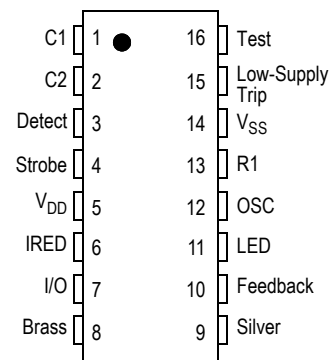 C1 1 16 Test
C2 2 15 Low-Supply
Trip
Detect 3 14 VSS
Strobe 4 13 R1
VDD 5 12 OSC
IRED 6 11 LED
I/O 7 10 Feedback
Brass 8 9 Silver